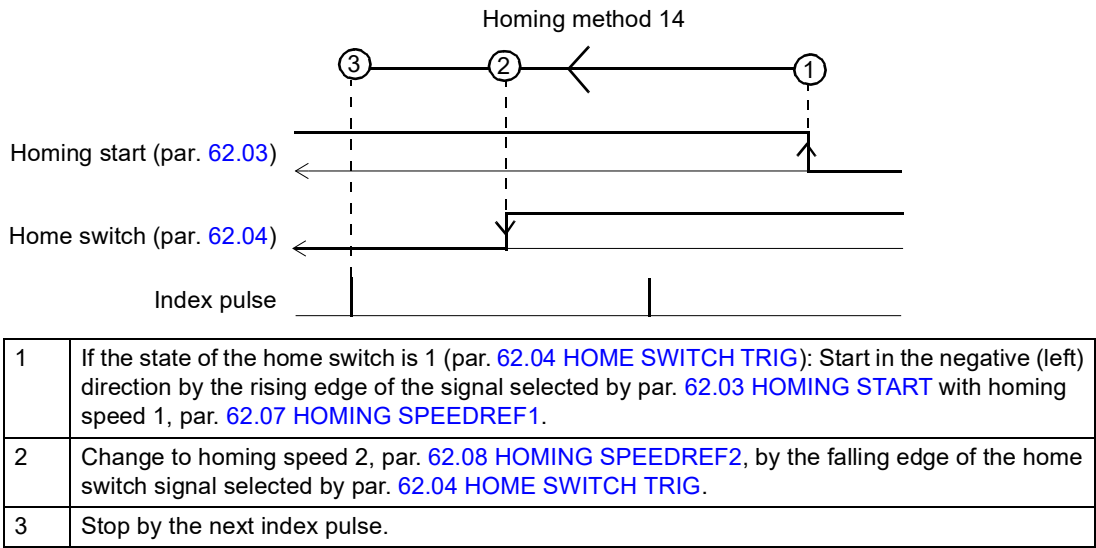 Homing method 14
3
2
1
Homing start (par. 62.03)
Home switch (par. 62.04)
Index pulse
1
If the state of the home switch is 1 (par. 62.04 HOME SWITCH TRIG): Start in the negative (left)
direction by the rising edge of the signal selected by par. 62.03 HOMING START with homing
speed 1, par. 62.07 HOMING SPEEDREF1.
2
Change to homing speed 2, par. 62.08 HOMING SPEEDREF2, by the falling edge of the home
switch signal selected by par. 62.04 HOME SWITCH TRIG.
3
Stop by the next index pulse.